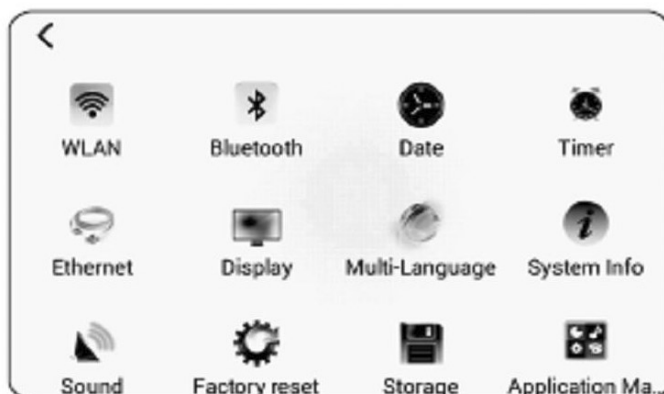 WLAN Bluetooth Date Timer
Ethernet Display Multi-Language System Info
Sound Factory reset Storage Application Ma...